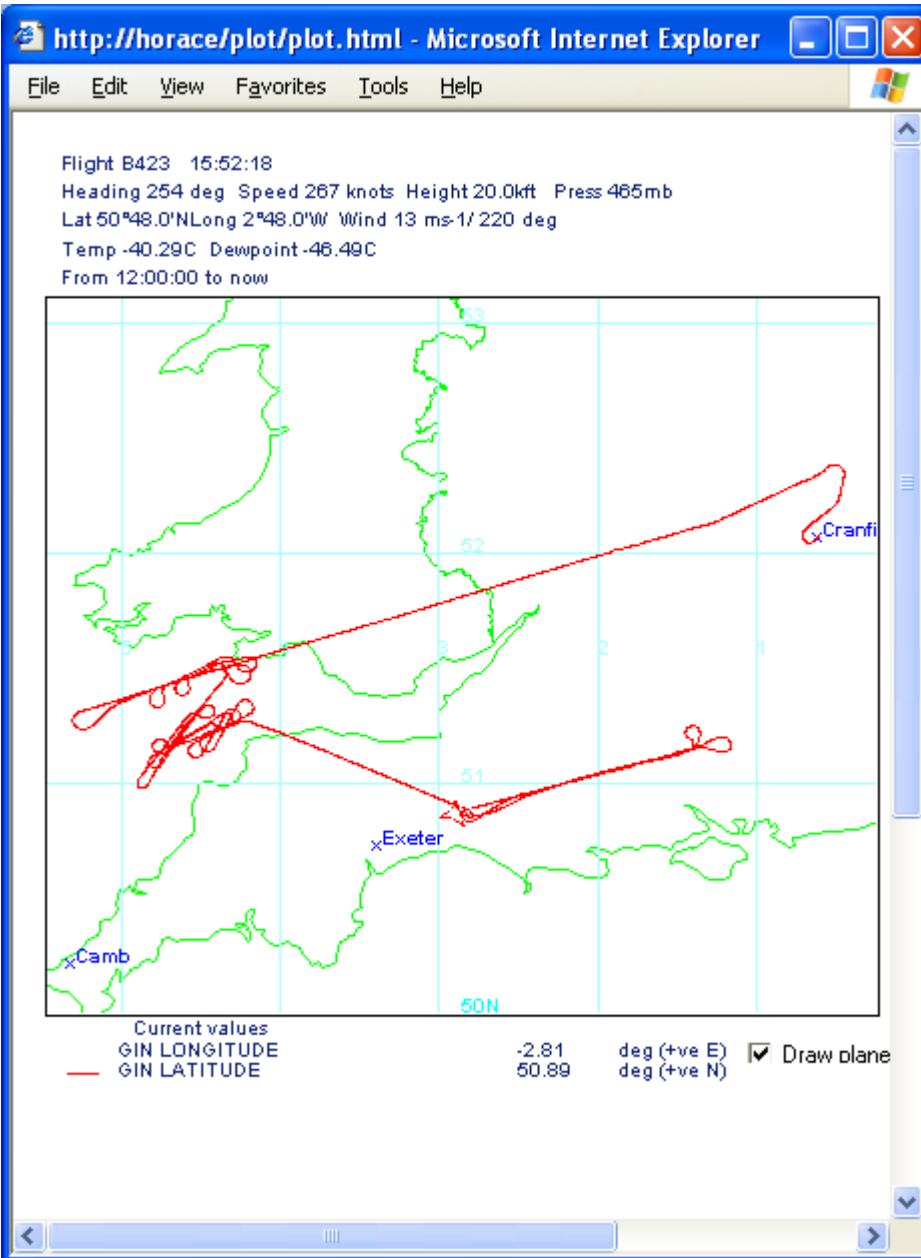 http://horace/plot/plot.html - Microsoft Internet Explorer
File Edit View Favorites Tools Help
Flight B423 15:52:18
Heading 254 deg Speed 267 knots Height 20.0kft Press 465mb
Lat 50°48.0'NLong 2°48.0'W Wind 13 ms-1/ 220 deg
Temp -40.29C Dewpoint -46.49C
From 12:00:00 to now
53
Cranfi
52
5 3 2 1
51
Exeter
Camb
50N
Current values
GIN LONGITUDE -2.81 deg (+ve E) Draw plane
GIN LATITUDE 50.89 deg (+ve N)